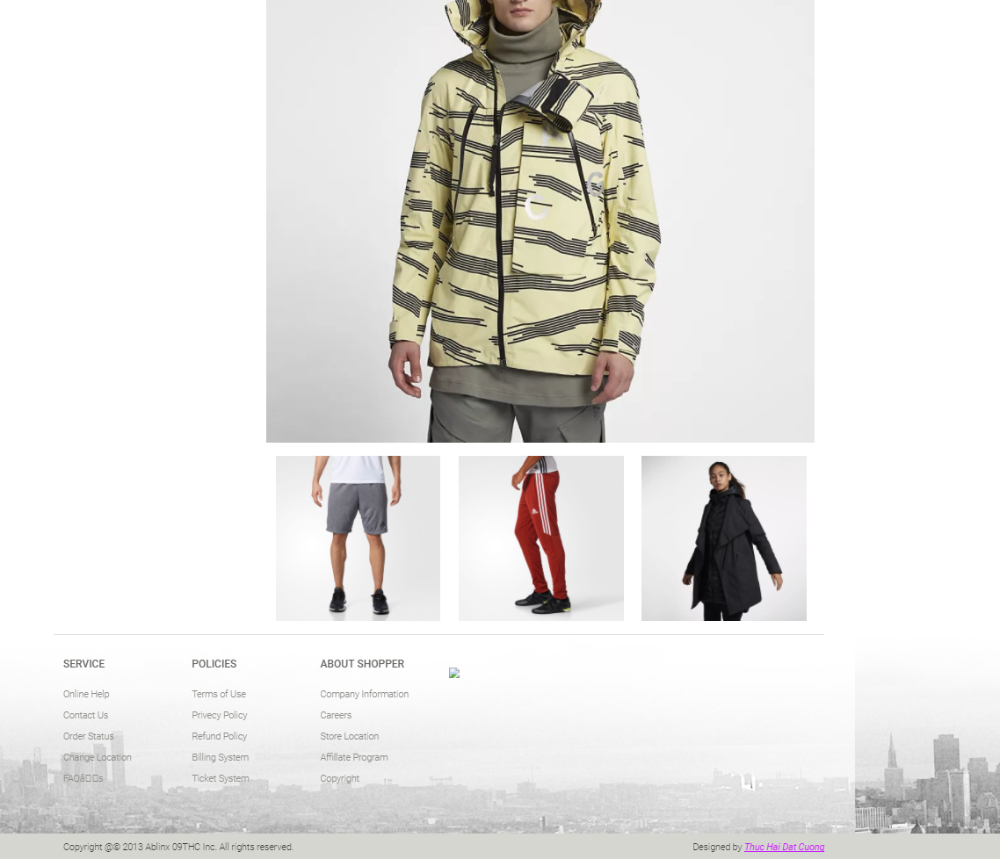 SERVICE
Online Help
Contact Us
Order Status
Change Location
FAQâ��s
POLICIES
Terms of Use
Privecy Policy
Refund Policy
Billing System
Ticket System
ABOUT SHOPPER
Company Information
Careers
Store Location
Affillate Program
Copyright
Copyright @© 2013 Ablinx 09THC Inc. All rights reserved.
Designed by Thuc Hai Dat Cuong